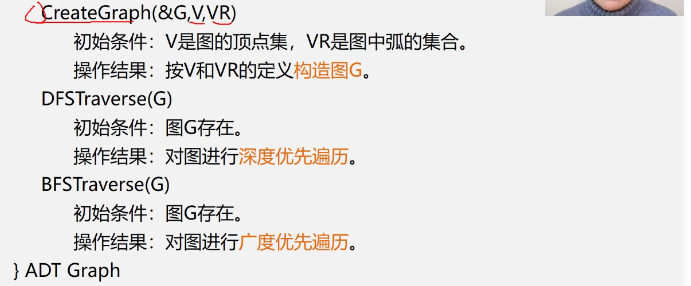 CreateGraph(&G,V,VR)
初始条件：V是图的顶点集，VR是图中弧的集合。
操作结果：按V和VR的定义构造图G。
DFSTraverse(G)
初始条件：图G存在。
操作结果：对图进行深度优先遍历。
BFSTraverse(G)
初始条件：图G存在。
操作结果：对图进行广度优先遍历。
} ADT Graph